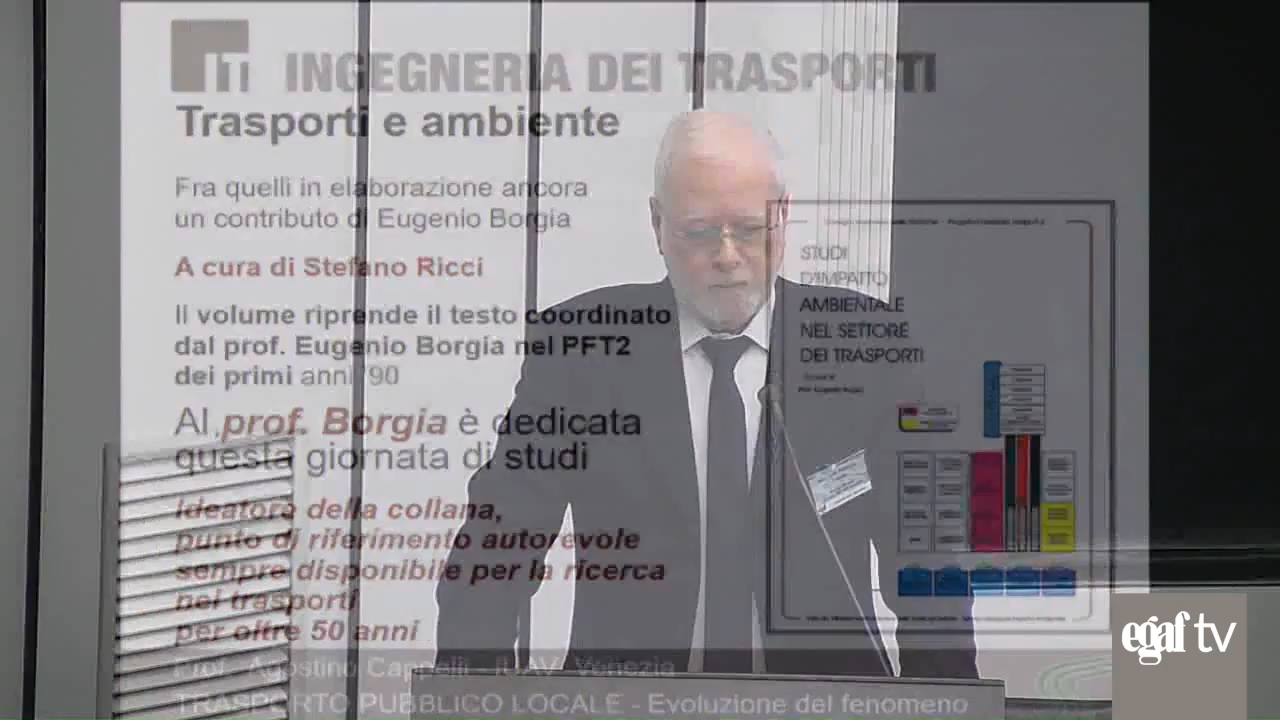 IT INGEGNERIA DEI TRASPORTI
Trasporti e ambiente
Fra quelli in elaborazione ancora
un contributo di Eugenio Borgia
A cura di Stefano Ricci
Il volume riprende il testo coordinato
dal prof. Eugenio Borgia nel PFT2
dei primi anni '90
Al prof. Borgia è dedicata
questa giornata di studi
Ideatore della collana,
punto di riferimento autorevole
sempre disponibile per la ricerca
nei trasporti
per oltre 50 anni
STUDI
D'IMPATTO
AMBIENTALE
NEL SETTORE
DEI TRASPORTI
Prof. Agostino Cappelli - IUAV Venezia
TRASPORTO PUBBLICO LOCALE - Evoluzione del fenomeno
egaf tv